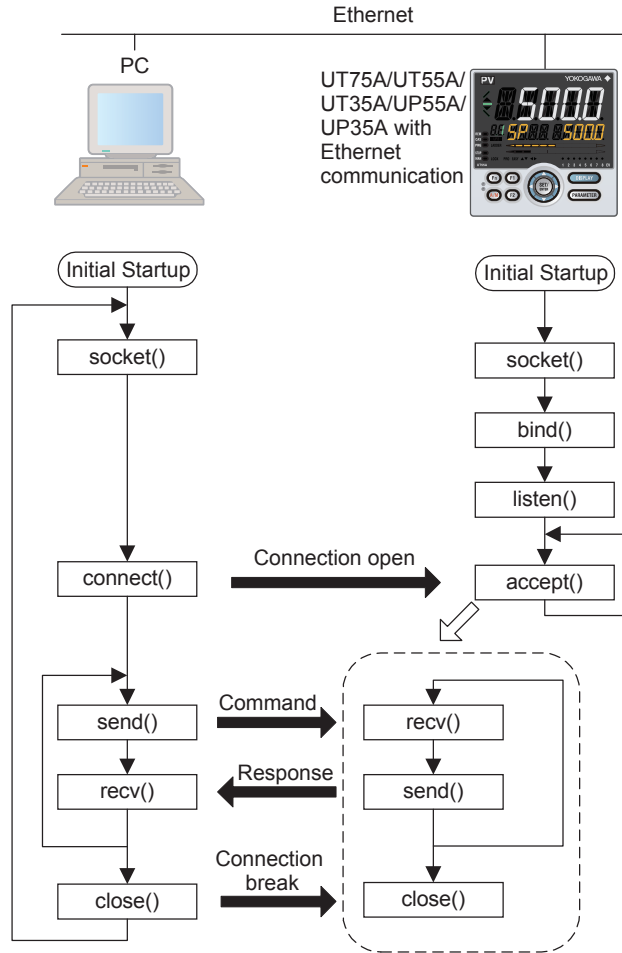 Ethernet
PC
UT75A/UT55A/
UT35A/UP55A/
UP35A with
Ethernet
communication
PV
YOKOGAWA
500.0
SP
500.0
SET/
DISPLAY
PARAMETER
Initial Startup
Initial Startup
socket()
socket()
bind()
listen()
Connection open
connect()
accept()
Command
send()
recv()
Response
recv()
send()
Connection
break
close()
close()